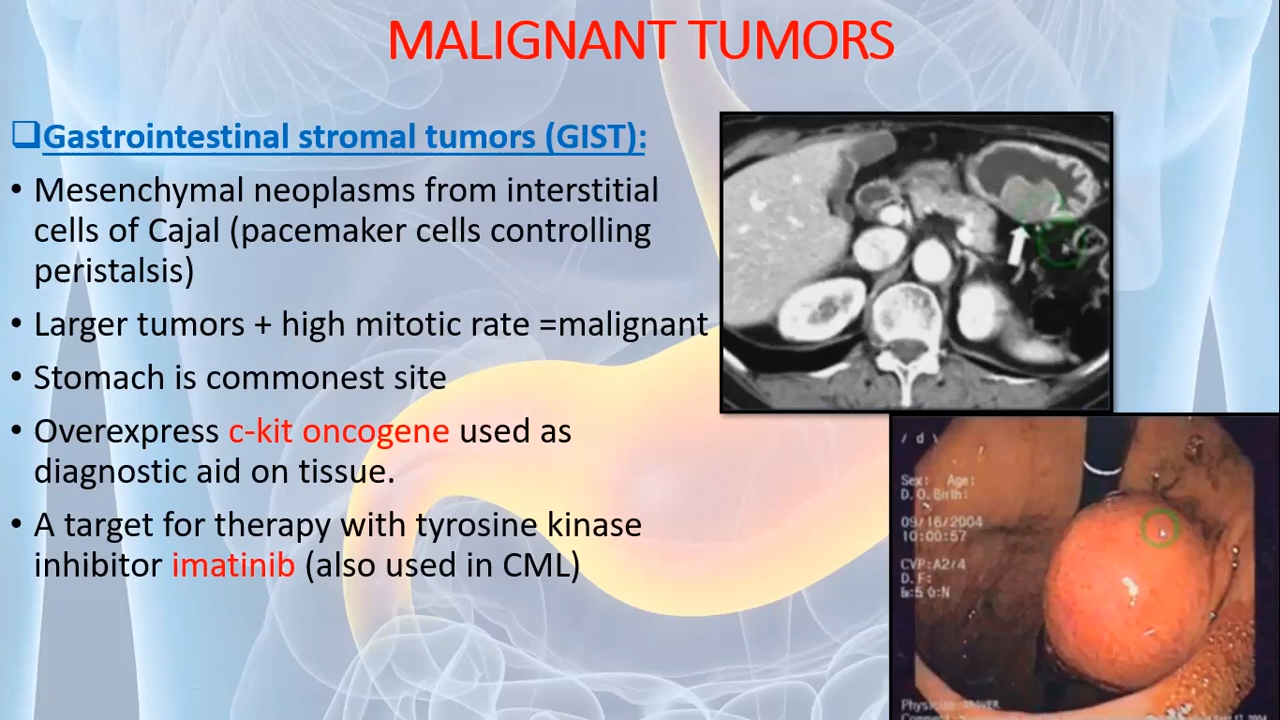 MALIGNANT TUMORS
❑Gastrointestinal stromal tumors (GIST):
• Mesenchymal neoplasms from interstitial
cells of Cajal (pacemaker cells controlling
peristalsis)
• Larger tumors + high mitotic rate =malignant
• Stomach is commonest site
• Overexpress c-kit oncogene used as
diagnostic aid on tissue.
• A target for therapy with tyrosine kinase
inhibitor imatinib (also used in CML)
/ d \
Sex: Age:
D.O.Birth:
09/16/2004
10:00:57
CVP:A2/4
D.F: